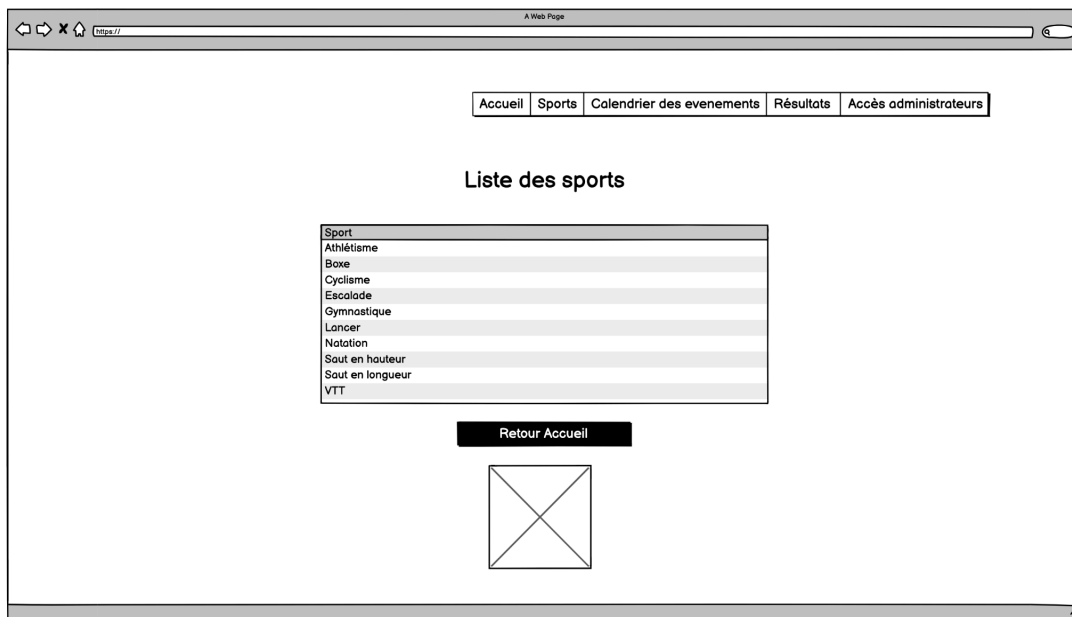 A Web Page
https://
Accueil Sports Calendrier des evenements Résultats Accès administrateurs
Liste des sports
Sport
Athlétisme
Boxe
Cyclisme
Escalade
Gymnastique
Lancer
Natation
Saut en hauteur
Saut en longueur
VTT
Retour Accueil